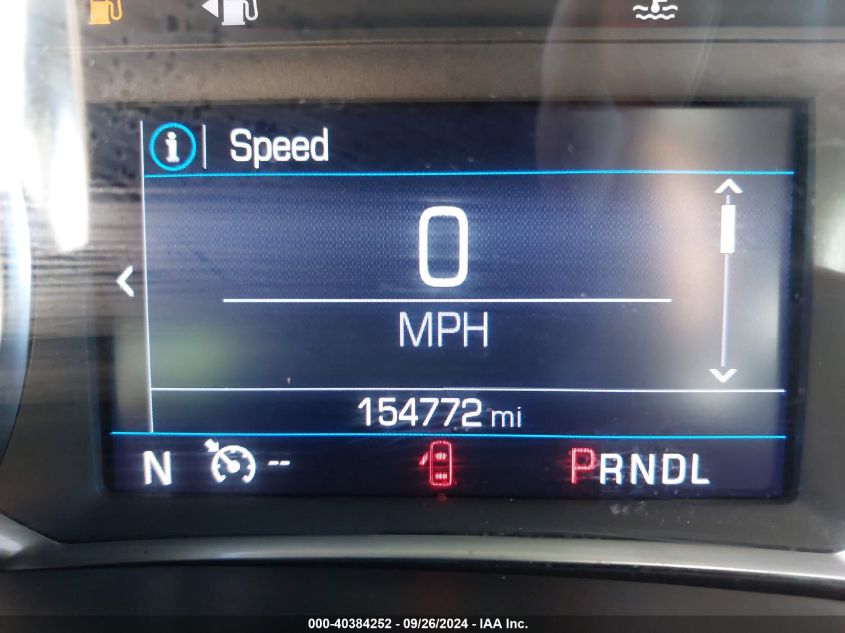 Speed
0
MPH
154772 mi
N -- PRNDL
000-40384252 - 09/26/2024 - IAA Inc.